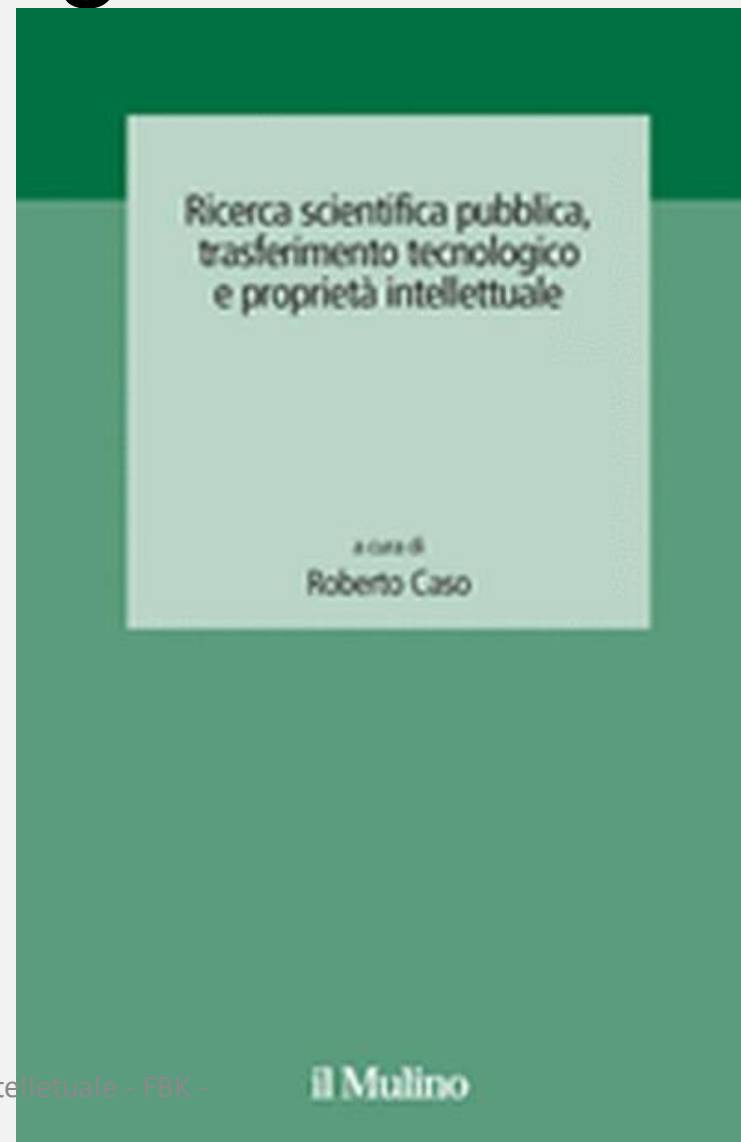 Ricerca scientifica pubblica,
trasferimento tecnologico
e proprietà intellettuale
a cura di
Roberto Caso
telletuale - FBK -
il Mulino